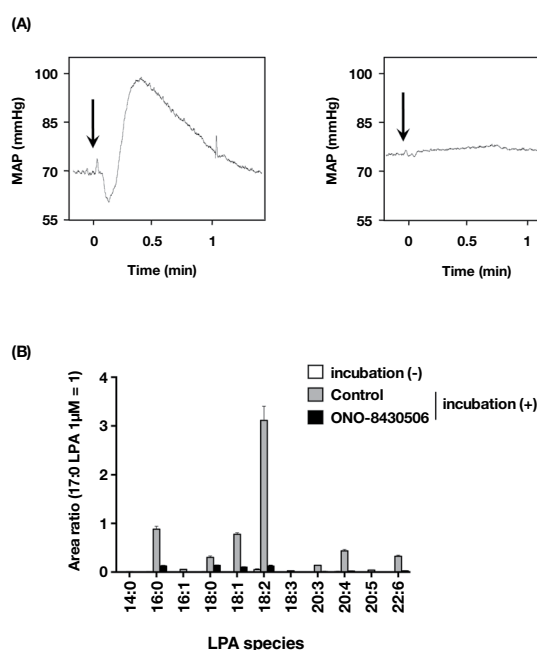 (A)
100
85
70
55
MAP (mmHg)
0 0.5 1
Time (min)
100
85
70
55
MAP (mmHg)
0 0.5 1
Time (min)
(B)
incubation (-)
Control
ONO-8430506
incubation (+)
Area ratio (17:0 LPA 1μM = 1)
4
3
2
1
0
14:0
16:0
16:1
18:0
18:1
18:2
18:3
20:3
20:4
20:5
22:6
LPA species